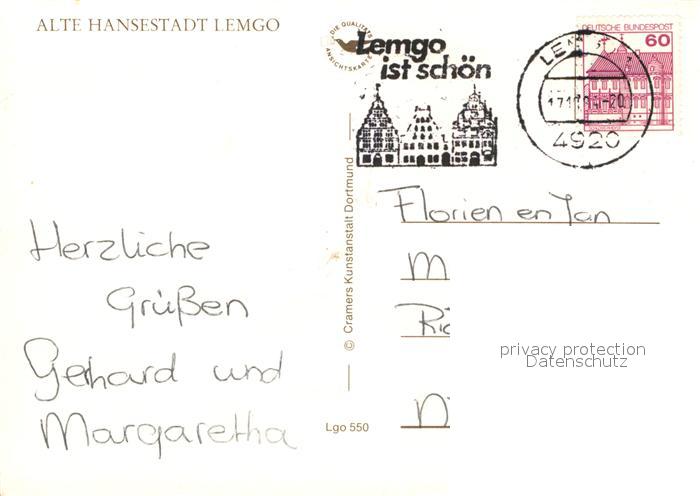 ALTE HANSESTADT LEMGO
DIE QUALITÄTS
ANSICHTSKARTE
Lemgo
ist schön
DEUTSCHE BUNDESPOST
60
4920
Herzliche
Grüßen
Gerhard und
Margaretha
© Cramers Kunstanstalt Dortmund
Lgo 550
Florien en Jan
M
Ric
N
privacy protection
Datenschutz